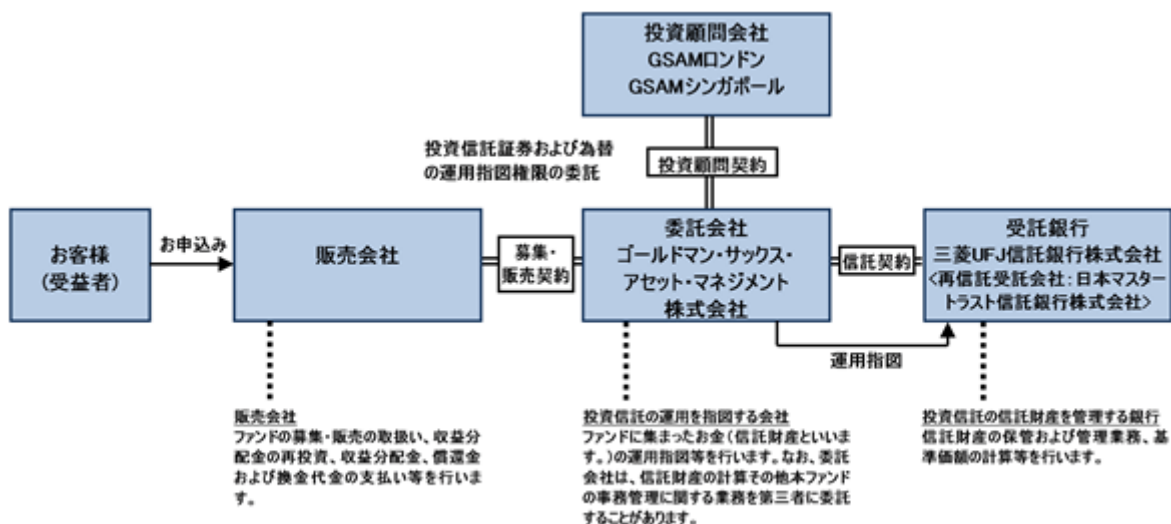 投資顧問会社
GSAMロンドン
GSAMシンガポール
投資信託証券および為替
の運用指図権限の委託
投資顧問契約
お客様
(受益者)
お申込み
販売会社
募集・
販売契約
委託会社
ゴールドマン・サックス・
アセット・マネジメント
株式会社
信託契約
受託銀行
三菱UFJ信託銀行株式会社
<再信託受託会社:日本マスター
トラスト信託銀行株式会社>
運用指図
販売会社
ファンドの募集・販売の取扱い、収益分
配金の再投資、収益分配金、償還金
および換金代金の支払い等を行いま
す。
投資信託の運用を指図する会社
ファンドに集まったお金(信託財産といいま
す。)の運用指図等を行います。なお、委託
会社は、信託財産の計算その他本ファンド
の事務管理に関する業務を第三者に委託
することがあります。
投資信託の信託財産を管理する銀行
信託財産の保管および管理業務、基
準価額の計算等を行います。